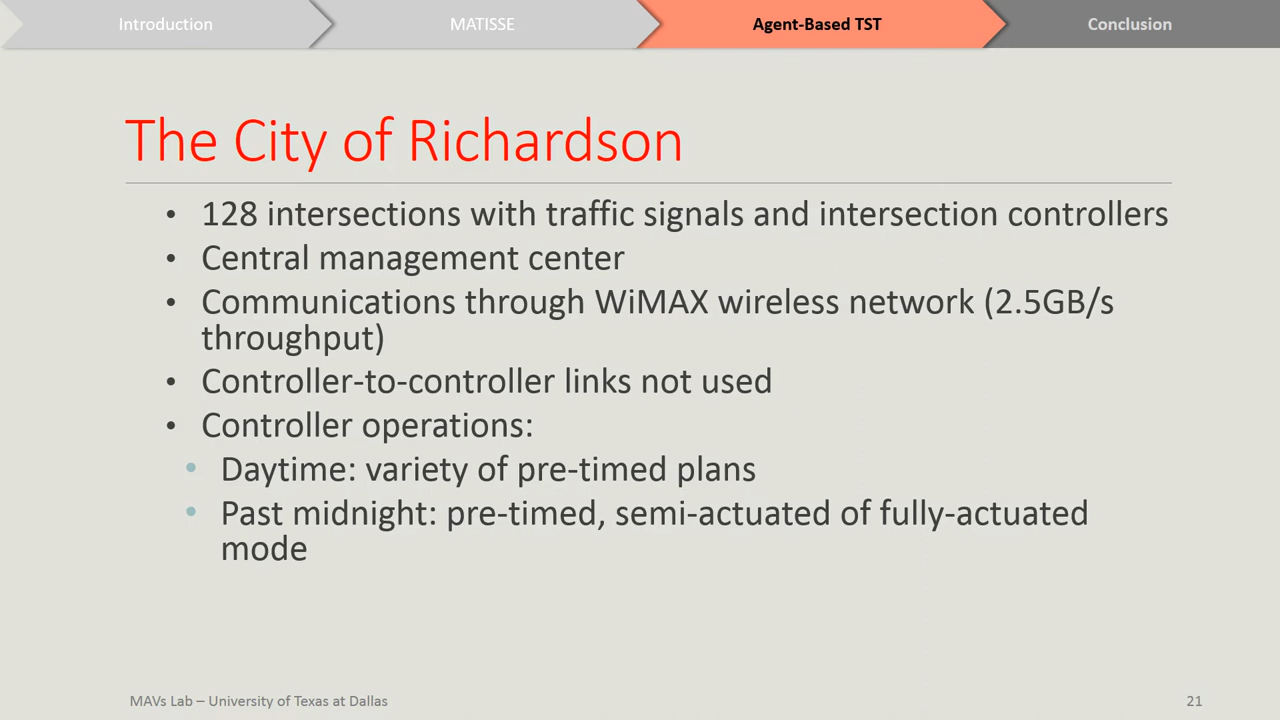 Introduction
MATISSE
Agent-Based TST
Conclusion
The City of Richardson
• 128 intersections with traffic signals and intersection controllers
• Central management center
• Communications through WiMAX wireless network (2.5GB/s
throughput)
• Controller-to-controller links not used
• Controller operations:
• Daytime: variety of pre-timed plans
• Past midnight: pre-timed, semi-actuated of fully-actuated
mode
MAVs Lab – University of Texas at Dallas
21